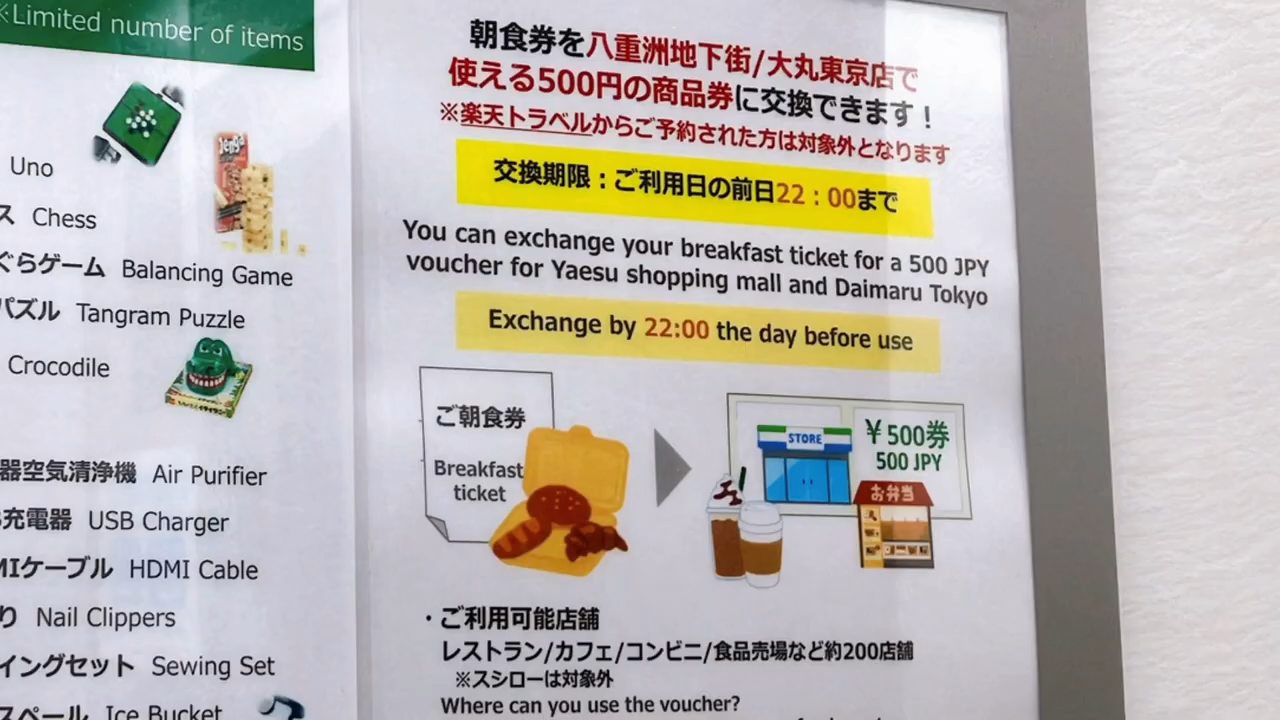 ※Limited number of items
Uno
ス Chess
ぐらゲーム Balancing Game
パズル Tangram Puzzle
Crocodile
器空気清浄機 Air Purifier
充電器 USB Charger
MIケーブル HDMI Cable
り Nail Clippers
イングセット Sewing Set
スペール Ice Bucket
Jenga
朝食券を八重洲地下街/大丸東京店で
使える500円の商品券に交換できます！
※楽天トラベルからご予約された方は対象外となります
交換期限：ご利用日の前日22：00まで
You can exchange your breakfast ticket for a 500 JPY
voucher for Yaesu shopping mall and Daimaru Tokyo
Exchange by 22:00 the day before use
ご朝食券
Breakfast
ticket
STORE
￥500券
500 JPY
お弁当
・ご利用可能店舗
レストラン/カフェ/コンビニ/食品売場など約200店舗
※スシローは対象外
Where can you use the voucher?